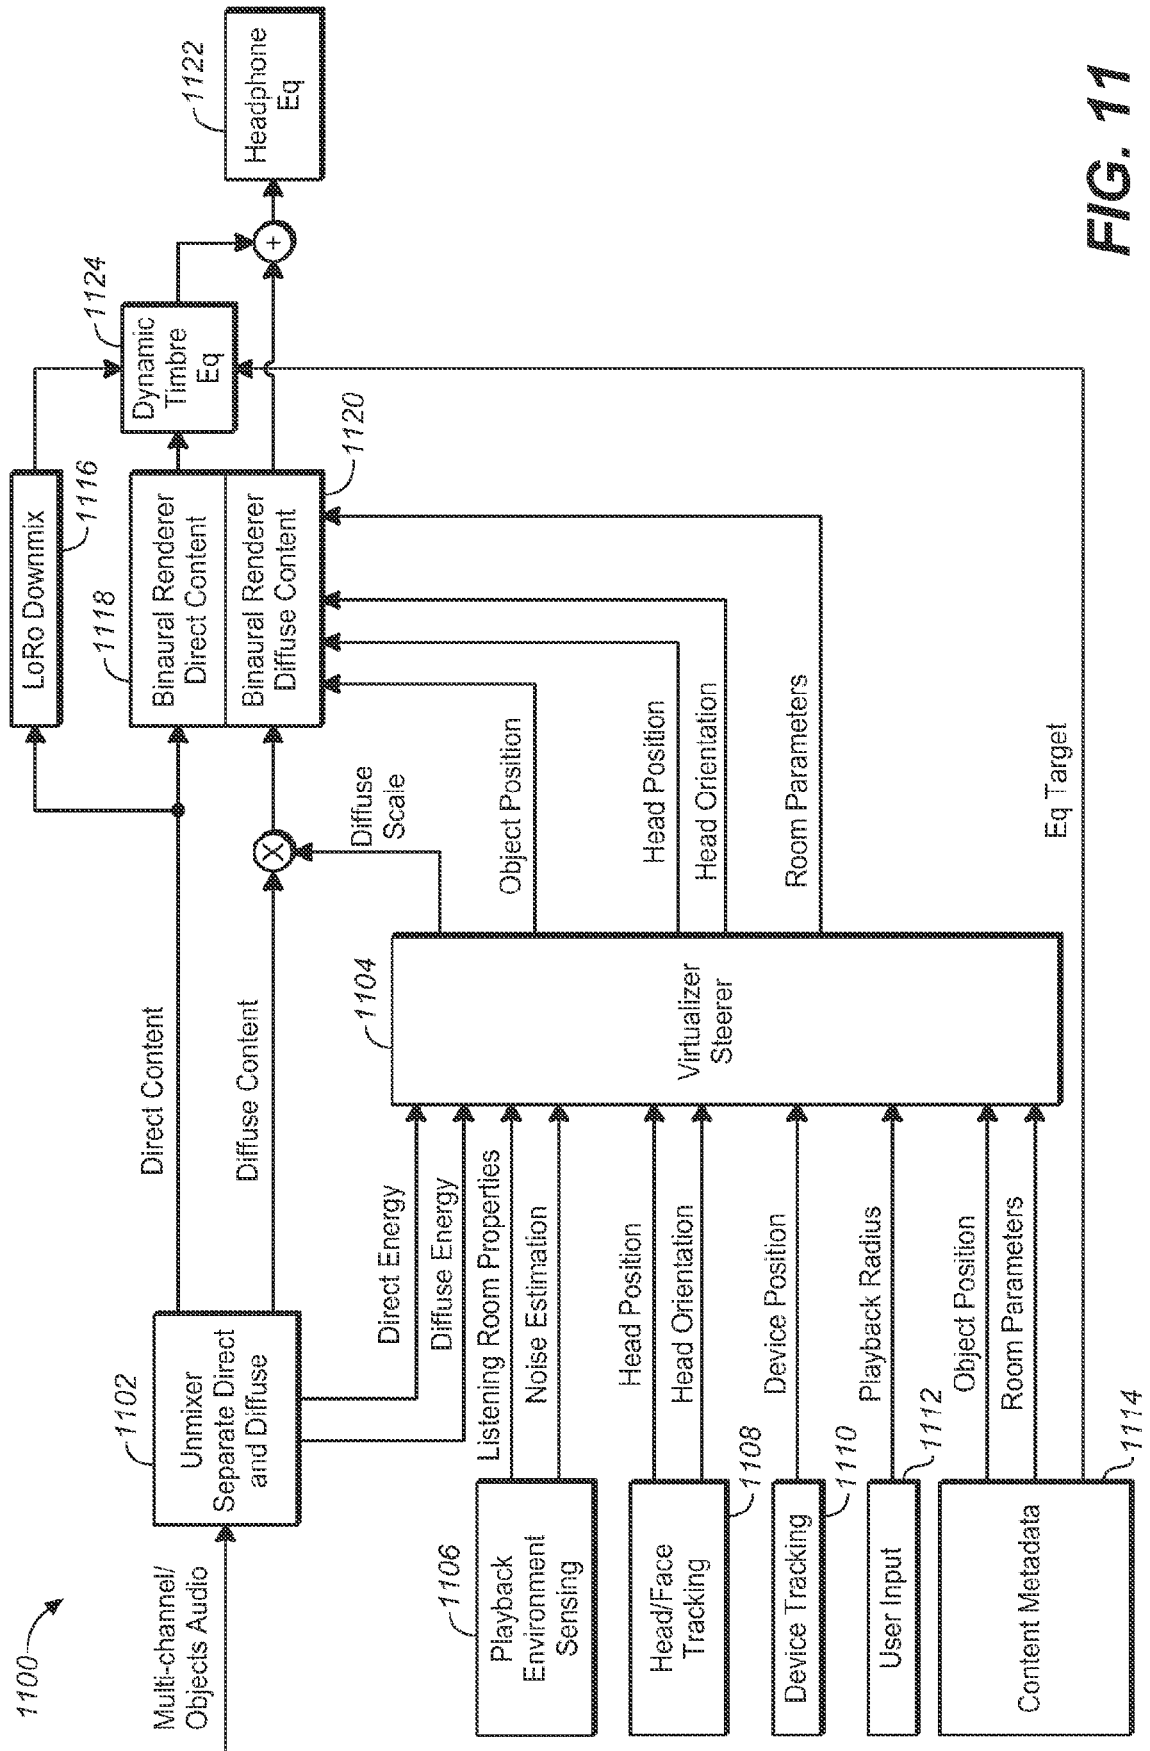 1100
Multi-channel/
Objects Audio
1102
Unmixer
Separate Direct
and Diffuse
Direct Content
Diffuse Content
Direct Energy
Diffuse Energy
Listening Room Properties
Noise Estimation
1106
Playback
Environment
Sensing
Head/Face
Tracking
1108
Head Position
Head Orientation
Device Tracking
1110
Device Position
User Input
1112
Playback Radius
Content Metadata
1114
Object Position
Room Parameters
1104
Virtualizer
Steerer
X
Diffuse
Scale
Object Position
Head Position
Head Orientation
Room Parameters
Eq Target
LoRo Downmix
1116
1118
Binaural Renderer
Direct Content
Binaural Renderer
Diffuse Content
1120
Dynamic
Timbre
Eq
1124
+
1122
Headphone
Eq
FIG. 11